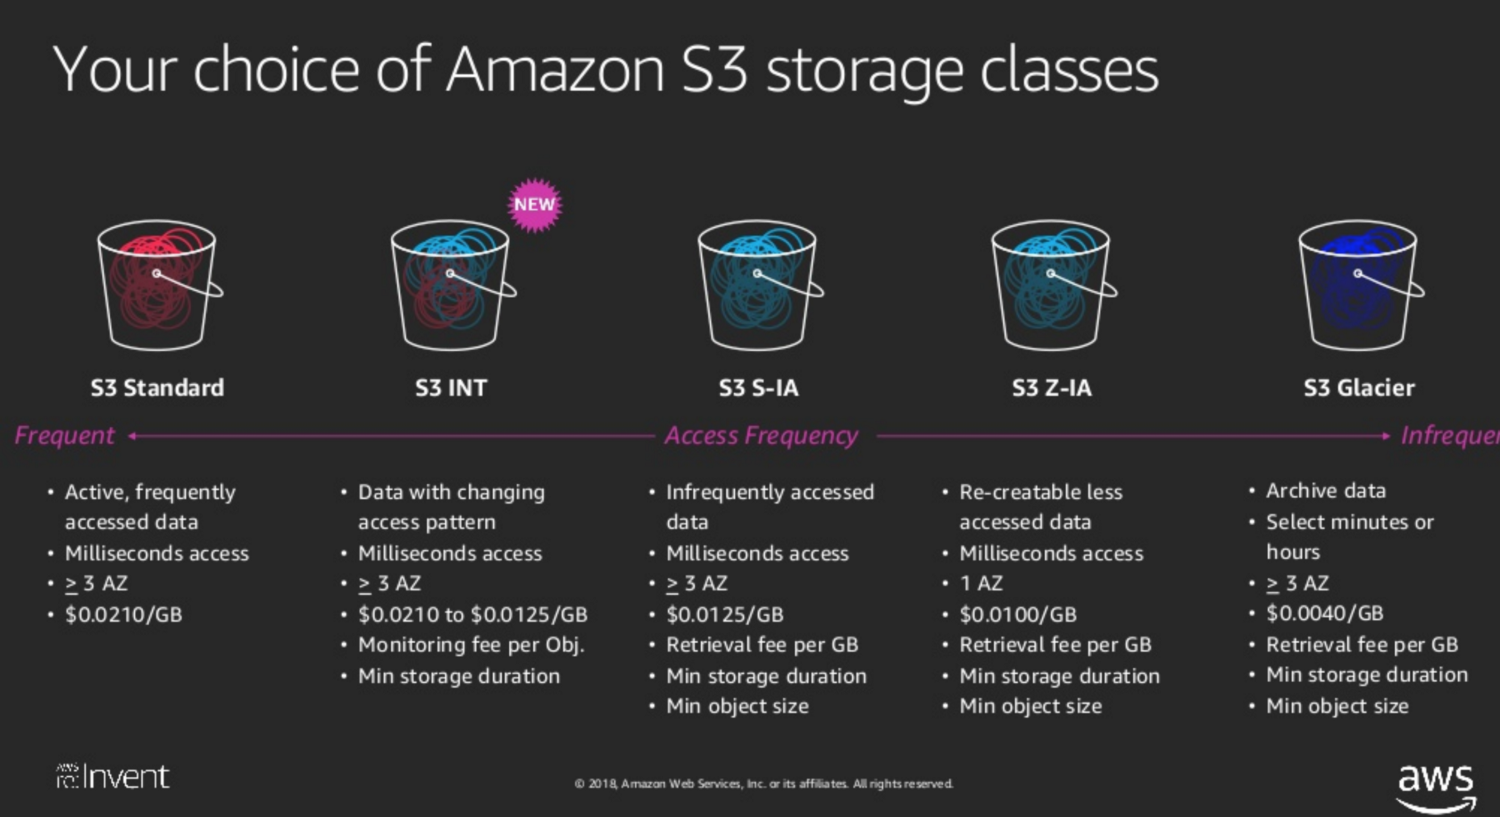 Your choice of Amazon S3 storage classes
NEW
S3 Standard
S3 INT
S3 S-IA
S3 Z-IA
S3 Glacier
Frequent
Access Frequency
Infrequen
• Active, frequently
accessed data
• Milliseconds access
• ≥ 3 AZ
• $0.0210/GB
• Data with changing
access pattern
• Milliseconds access
• ≥ 3 AZ
• $0.0210 to $0.0125/GB
• Monitoring fee per Obj.
• Min storage duration
• Infrequently accessed
data
• Milliseconds access
• ≥ 3 AZ
• $0.0125/GB
• Retrieval fee per GB
• Min storage duration
• Min object size
• Re-creatable less
accessed data
• Milliseconds access
• 1 AZ
• $0.0100/GB
• Retrieval fee per GB
• Min storage duration
• Min object size
• Archive data
• Select minutes or
hours
• ≥ 3 AZ
• $0.0040/GB
• Retrieval fee per GB
• Min storage duration
• Min object size
AWS
re:Invent
© 2018, Amazon Web Services, Inc. or its affiliates. All rights reserved.
aws